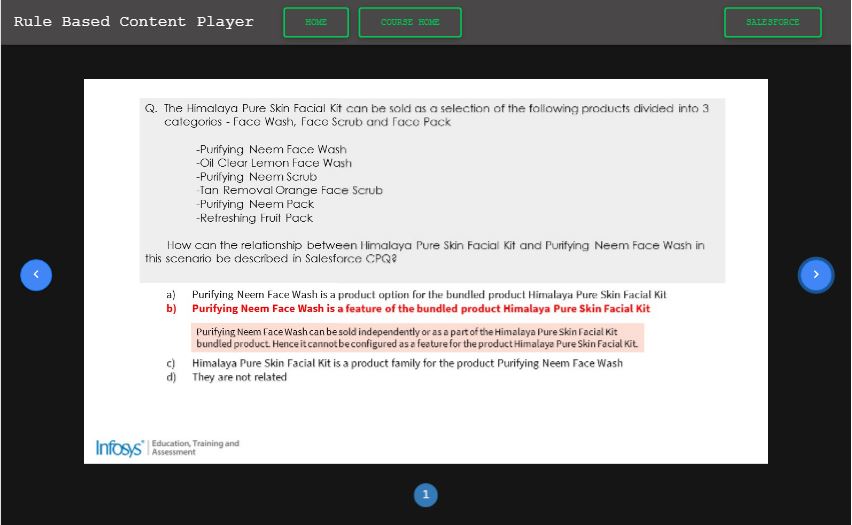 Rule Based Content Player
HOME
COURSE HOME
SALESFORCE
Q. The Himalaya Pure Skin Facial Kit can be sold as a selection of the following products divided into 3
categories - Face Wash, Face Scrub and Face Pack
-Purifying Neem Face Wash
-Oil Clear Lemon Face Wash
-Purifying Neem Scrub
-Tan Removal Orange Face Scrub
-Purifying Neem Pack
-Refreshing Fruit Pack
How can the relationship between Himalaya Pure Skin Facial Kit and Purifying Neem Face Wash in
this scenario be described in Salesforce CPQ?
a) Purifying Neem Face Wash is a product option for the bundled product Himalaya Pure Skin Facial Kit
b) Purifying Neem Face Wash is a feature of the bundled product Himalaya Pure Skin Facial Kit
Purifying Neem Face Wash can be sold independently or as a part of the Himalaya Pure Skin Facial Kit
bundled product. Hence it cannot be configured as a feature for the product Himalaya Pure Skin Facial Kit.
c) Himalaya Pure Skin Facial Kit is a product family for the product Purifying Neem Face Wash
d) They are not related
Infosys | Education, Training and
Assessment
1